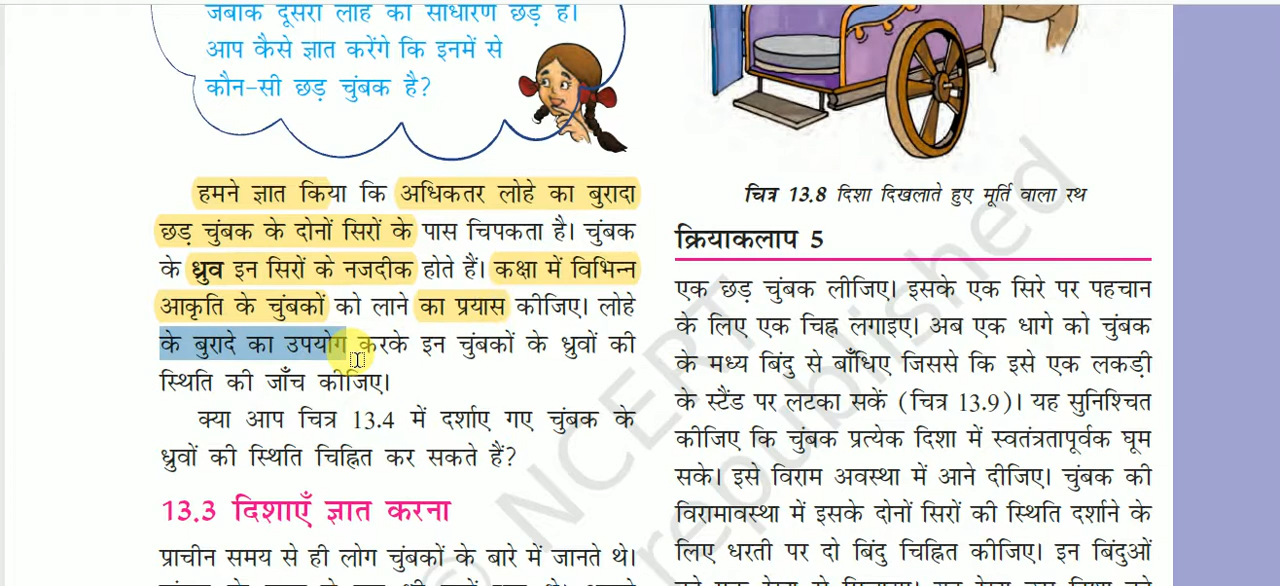 जबकि दूसरी लोहे की साधारण छड़ है।
आप कैसे ज्ञात करेंगे कि इनमें से
कौन-सी छड़ चुंबक है?
हमने ज्ञात किया कि अधिकतर लोहे का बुरादा
छड़ चुंबक के दोनों सिरों के पास चिपकता है। चुंबक
के ध्रुव इन सिरों के नजदीक होते हैं। कक्षा में विभिन्न
आकृति के चुंबकों को लाने का प्रयास कीजिए। लोहे
के बुरादे का उपयोग करके इन चुंबकों के ध्रुवों की
स्थिति की जाँच कीजिए।
क्या आप चित्र 13.4 में दर्शाए गए चुंबक के
ध्रुवों की स्थिति चिह्नित कर सकते हैं?
13.3 दिशाएँ ज्ञात करना
प्राचीन समय से ही लोग चुंबकों के बारे में जानते थे।
चित्र 13.8 दिशा दिखलाते हुए मूर्ति वाला रथ
क्रियाकलाप 5
एक छड़ चुंबक लीजिए। इसके एक सिरे पर पहचान
के लिए एक चिह्न लगाइए। अब एक धागे को चुंबक
के मध्य बिंदु से बाँधिए जिससे कि इसे एक लकड़ी
के स्टैंड पर लटका सकें (चित्र 13.9)। यह सुनिश्चित
कीजिए कि चुंबक प्रत्येक दिशा में स्वतंत्रतापूर्वक घूम
सके। इसे विराम अवस्था में आने दीजिए। चुंबक की
विरामावस्था में इसके दोनों सिरों की स्थिति दर्शाने के
लिए धरती पर दो बिंदु चिह्नित कीजिए। इन बिंदुओं
© NCERT
republished